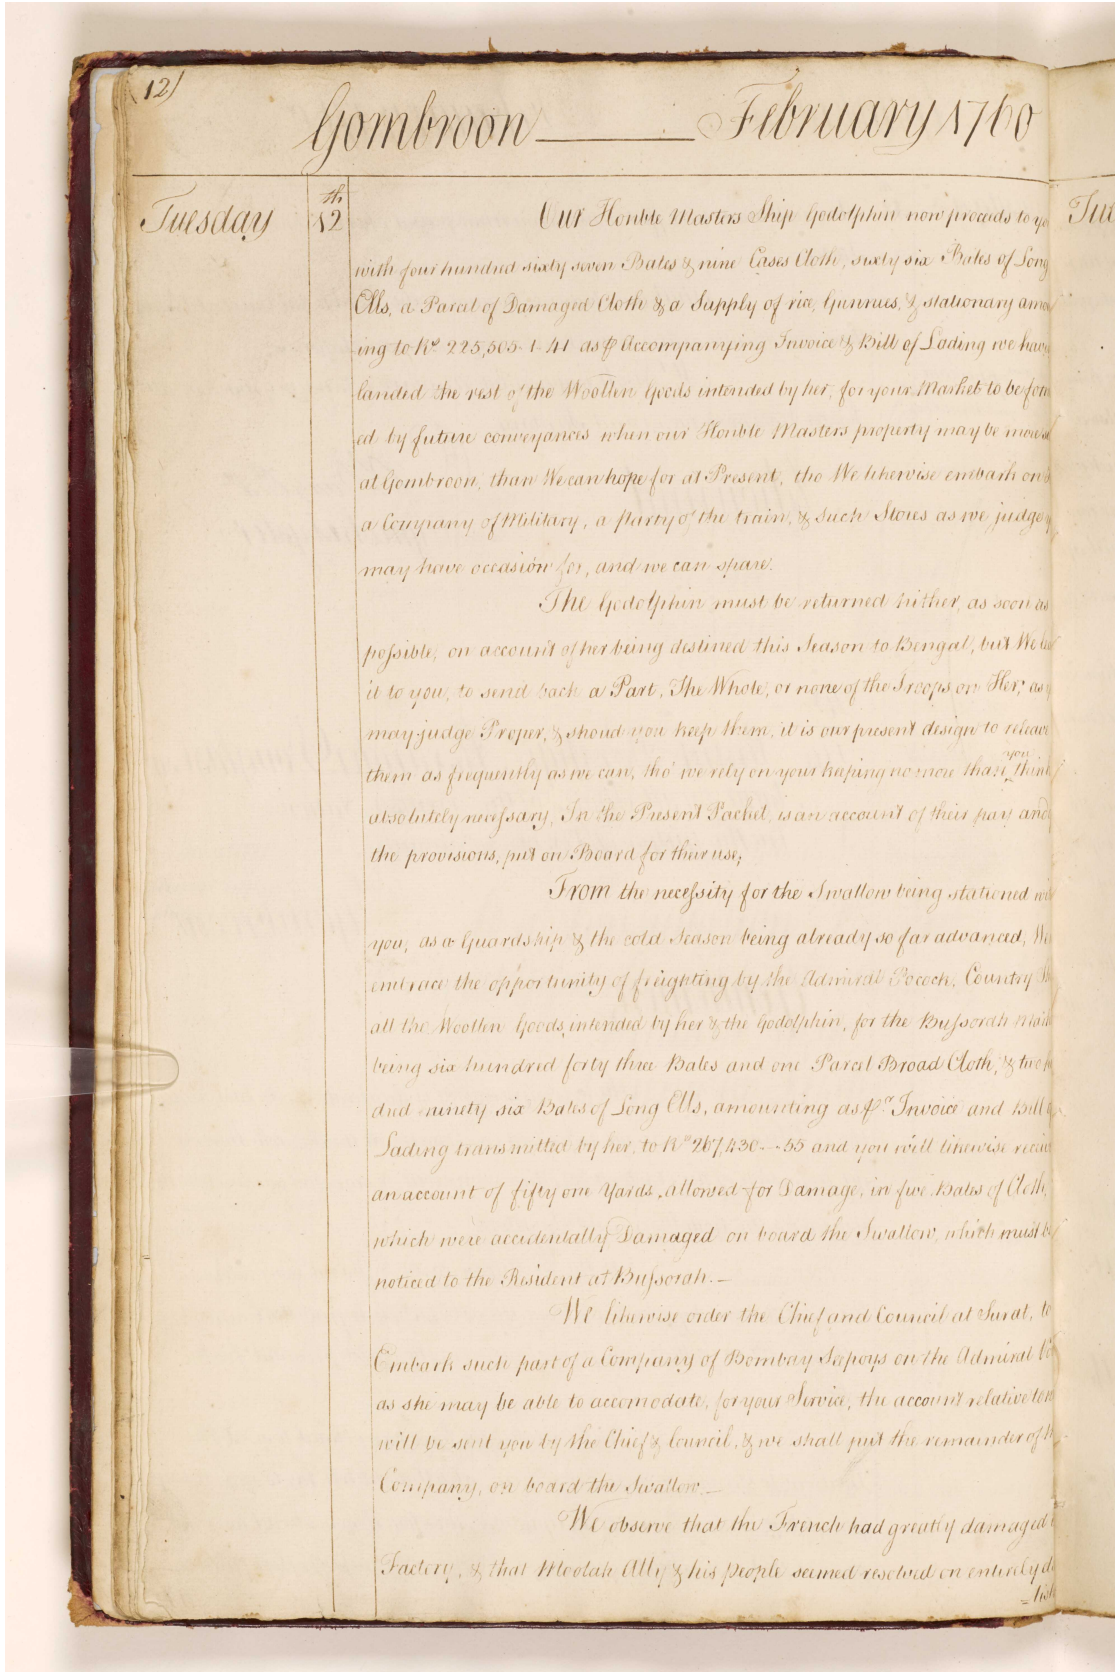 12)
Gombroon ——— February 1760
Tuesday 12th Our Honble Masters Ship Godolphin now proceeds to yo
with four hundred sixty seven Bales & nine Cases Cloth, sixty six Bales of Long
Ells, a Parcel of Damaged Cloth & a Supply of rice, Gunnies, & stationary amo
ing to Rs 225,505-1-41 as P Accompanying Invoice & Bill of Lading we have
landed the rest of the Woollen Goods intended by her, for your Market to be forw
ed by future conveyances when our Honble Masters property may be more
at Gombroon, than We can hope for at Present, tho We likewise embark on
a Company of Military, a party of the train, & such Stores as we judge
may have occasion for, and we can spare.
The Godolphin must be returned hither, as soon as
possible, on account of her being destined this Season to Bengal, but We
it to you, to send back a Part, The Whole, or none of the Troops on Her, as
may judge Proper, & shoud you keep them, it is our present design to releave
them as frequently as we can, tho' we rely on your keeping no more than you think
absolutely necessary, In the Present Packet, is an account of their pay and
the provisions, put on Board for their use;
From the necessity for the Swallow being stationed wi
you, as a Guardship & the cold Season being already so far advanced, We
embrace the opportunity of freighting by the Admiral Pocock, Country Sh
all the Woollen Goods intended by her & the Godolphin, for the Bussorah Mark
being six hundred forty three Bales and one Parcel Broad Cloth, & two h
dred ninety six Bales of Long Ells, amounting as Pr Invoice and Bill
Lading transmitted by her, to Rs 267,430-"-55 and you will likewise receiv
an account of fifty one Yards allowed for Damage, in five Bales of Cloth,
which were accidentally Damaged on board the Swallow, which must be
noticed to the Resident at Bussorah.—
We likewise order the Chief and Council at Surat, to
Embark such part of a Company of Bombay Seepoys on the Admiral Po
as she may be able to accomodate, for your Service, the account relative to
will be sent you by the Chief & Council, & we shall put the remainder of th
Company, on board the Swallow.—
We observe that the French had greatly damaged
Factory, & that Moolah Ally & his people seemed resolved on entirely de
Tue